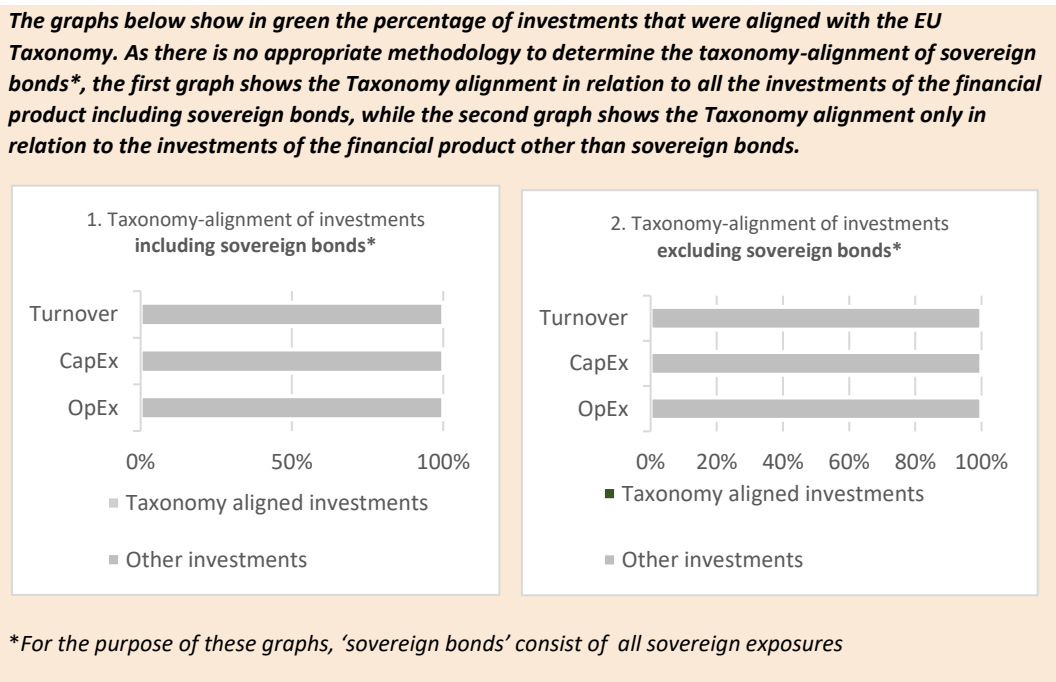 The graphs below show in green the percentage of investments that were aligned with the EU
Taxonomy. As there is no appropriate methodology to determine the taxonomy-alignment of sovereign
bonds*, the first graph shows the Taxonomy alignment in relation to all the investments of the financial
product including sovereign bonds, while the second graph shows the Taxonomy alignment only in
relation to the investments of the financial product other than sovereign bonds.
1. Taxonomy-alignment of investments
including sovereign bonds*
Turnover
CapEx
OpEx
0% 50% 100%
Taxonomy aligned investments
Other investments
2. Taxonomy-alignment of investments
excluding sovereign bonds*
Turnover
CapEx
OpEx
0% 20% 40% 60% 80% 100%
Taxonomy aligned investments
Other investments
*For the purpose of these graphs, ‘sovereign bonds’ consist of all sovereign exposures